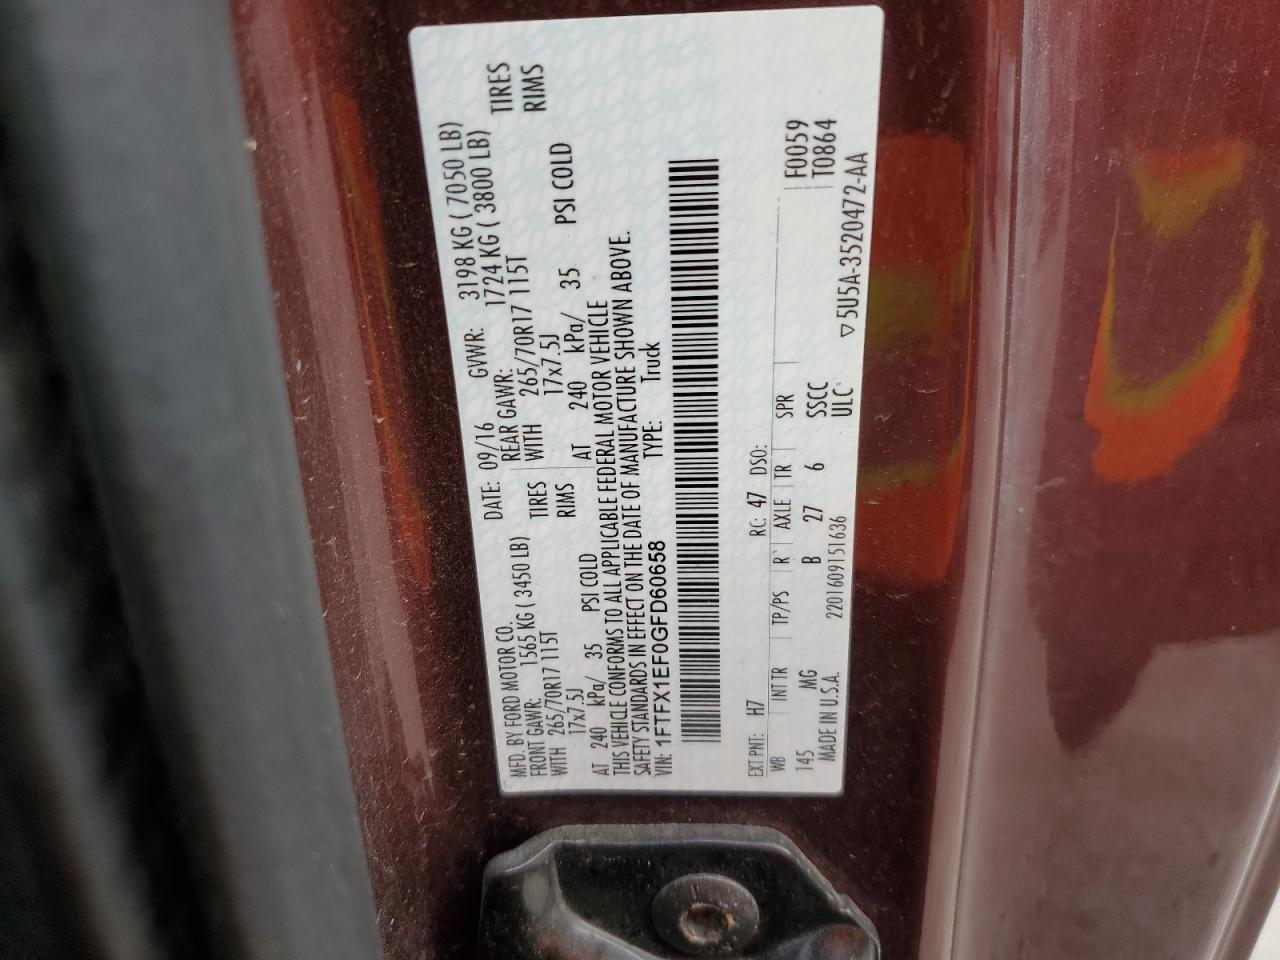 MFD. BY FORD MOTOR CO.
DATE: 09/16 GVWR: 3198 KG ( 7050 LB)
FRONT GAWR: 1565 KG ( 3450 LB) REAR GAWR: 1724 KG ( 3800 LB)
WITH 265/70R17 115T TIRES WITH 265/70R17 115T TIRES
17x7.5J RIMS 17x7.5J RIMS
AT 240 kPa/ 35 PSI COLD AT 240 kPa/ 35 PSI COLD
THIS VEHICLE CONFORMS TO ALL APPLICABLE FEDERAL MOTOR VEHICLE
SAFETY STANDARDS IN EFFECT ON THE DATE OF MANUFACTURE SHOWN ABOVE.
VIN: 1FTFX1EF0GFD60658 TYPE: Truck
EXT PNT: H7 RC: 47 DSO: F0059
WB INT TR TP/PS R AXLE TR SPR T0864
145 MG B 27 6 SSCC
MADE IN U.S.A. 2201609151636 ULC ▽5U5A-3520472-AA